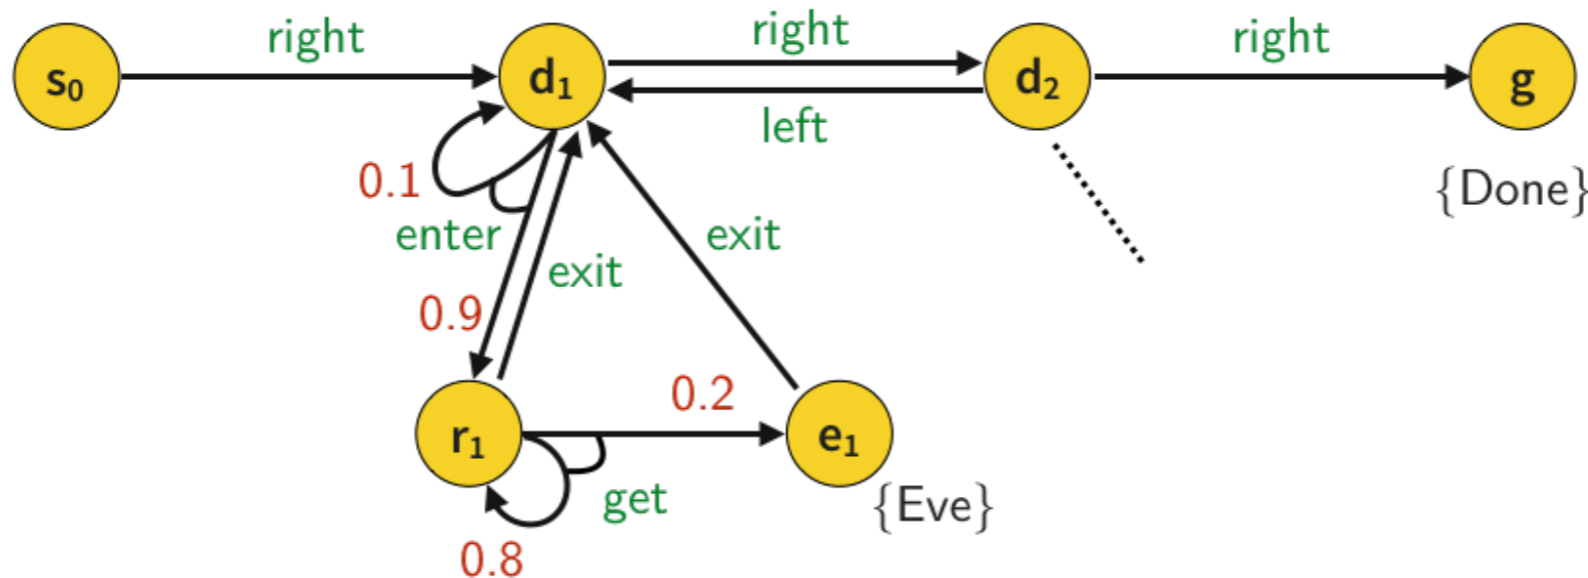 right
right
right
s₀
d₁
d₂
g
left
0.1
{Done}
enter
exit
exit
0.9
0.2
r₁
e₁
get
{Eve}
0.8